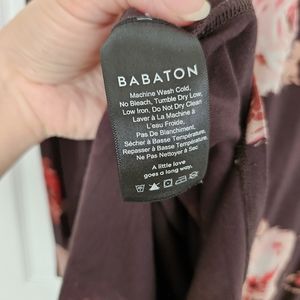 BABATON
Machine Wash Cold,
No Bleach, Tumble Dry Low,
Low Iron, Do Not Dry Clean
Laver à La Machine à
L'eau Froide,
Pas De Blanchiment,
Sécher à Basse Température,
Repasser à Basse Température,
Ne Pas Nettoyer à Sec
A little love
goes a long way.